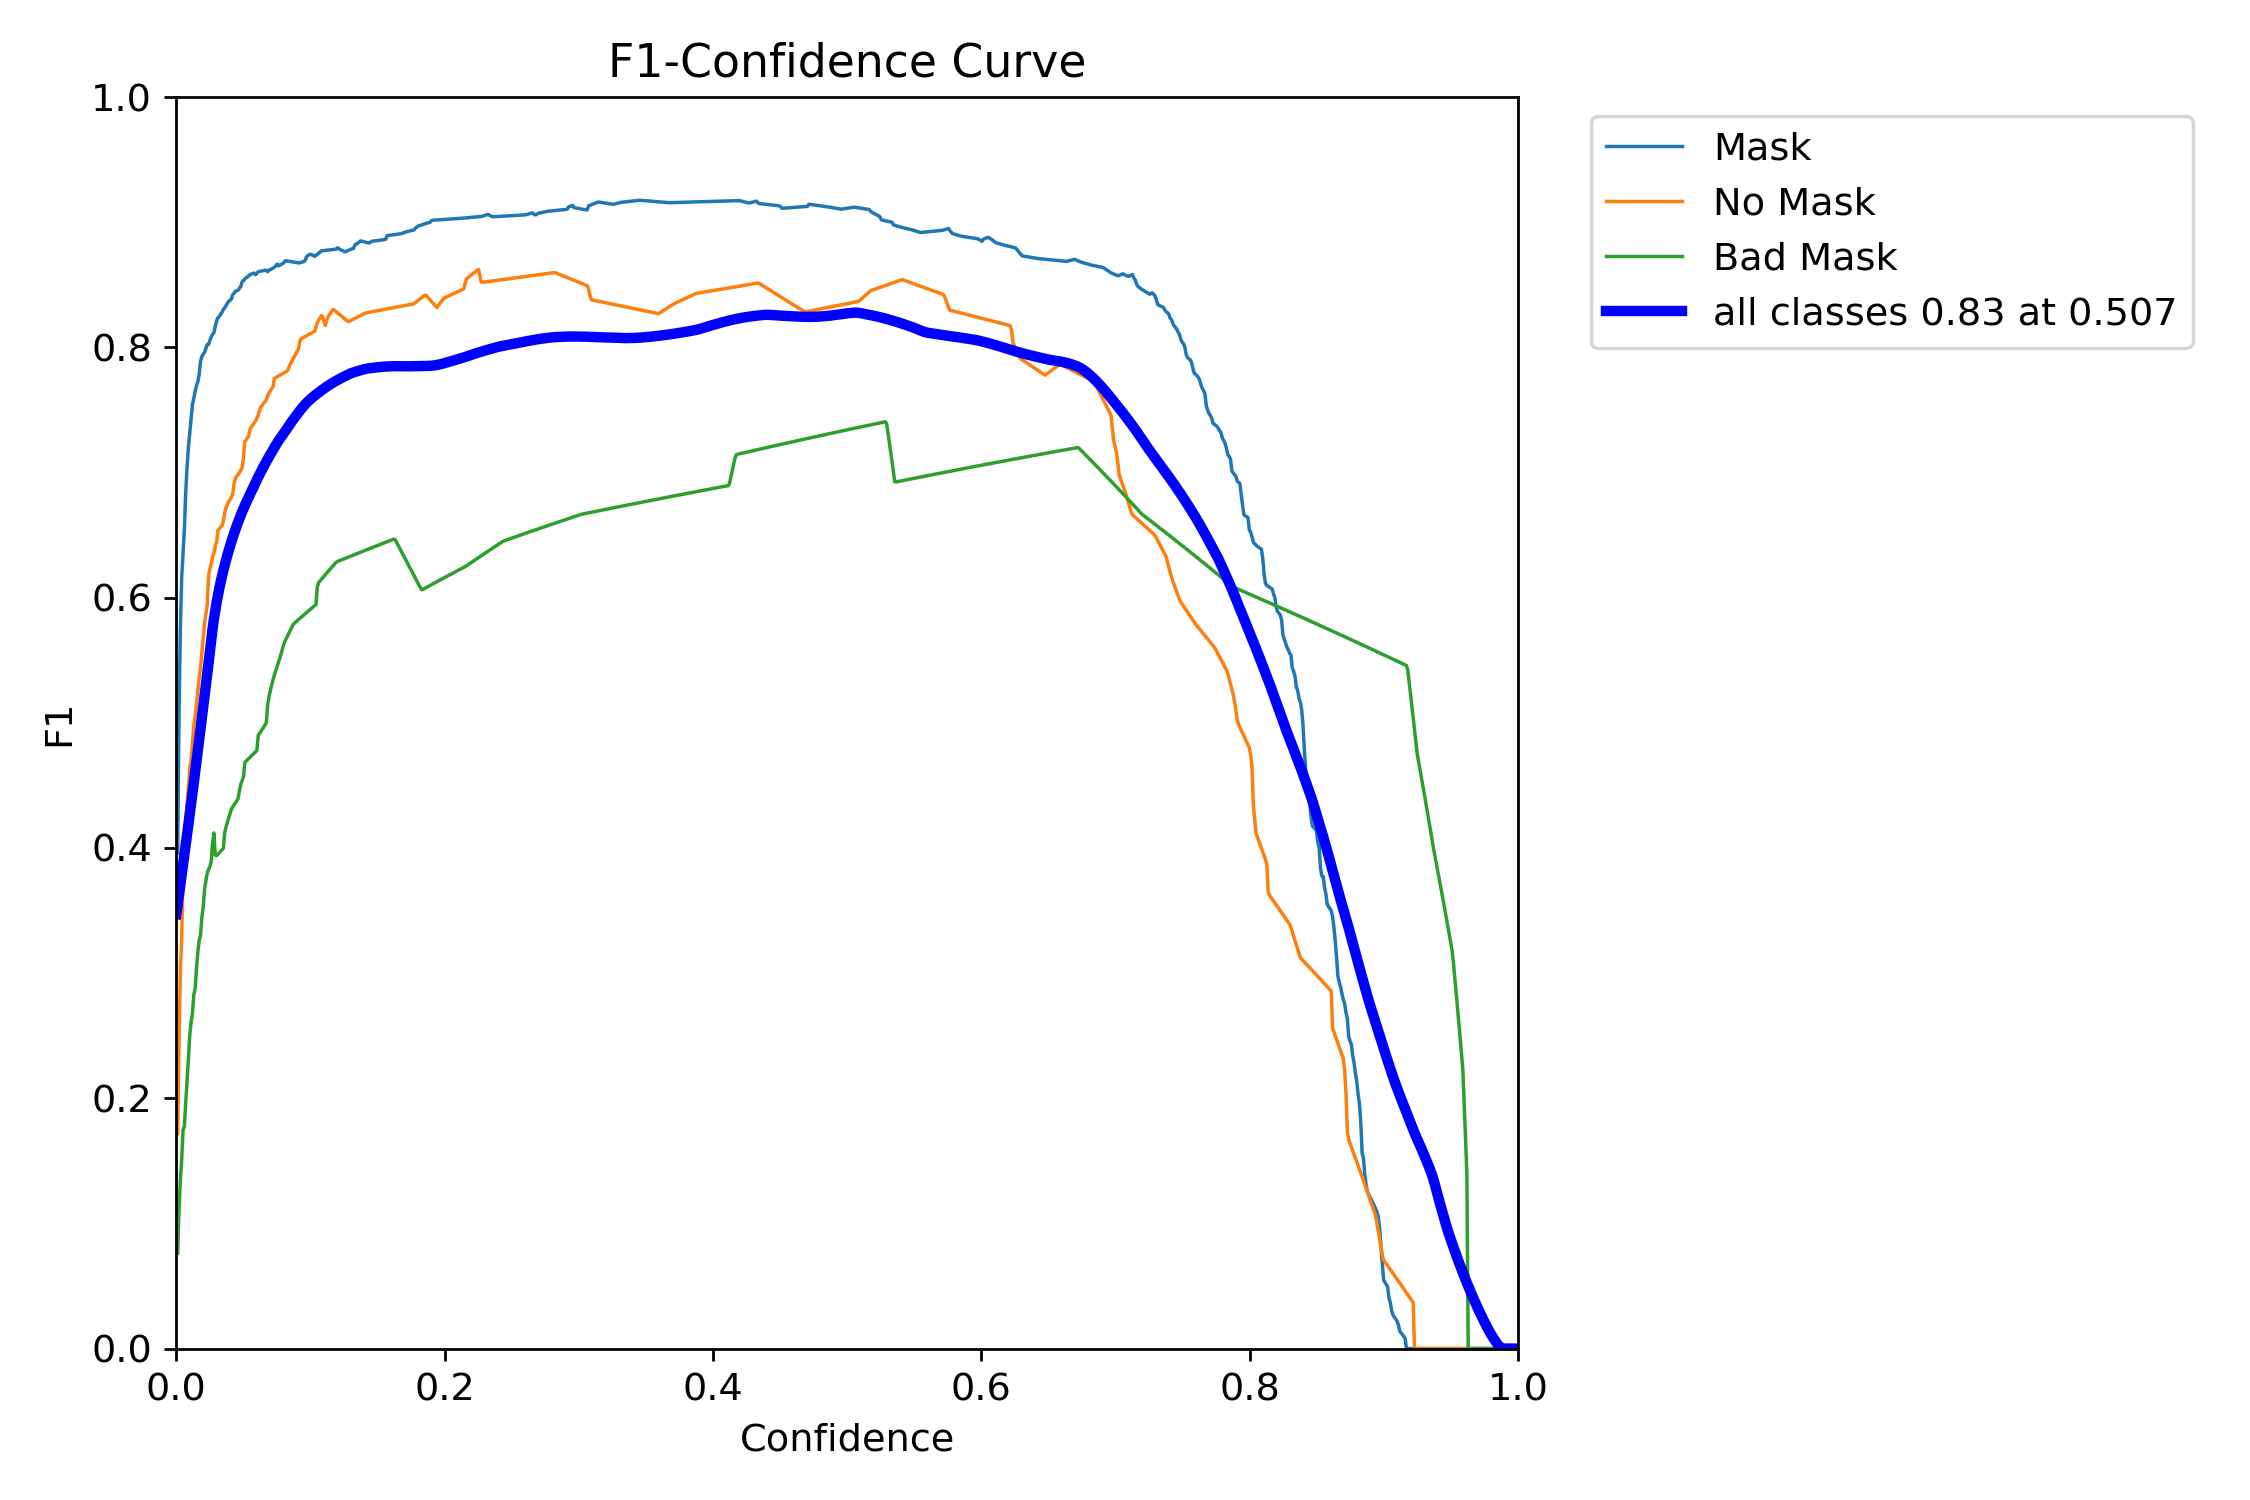 F1-Confidence Curve
1.0
0.8
0.6
0.4
0.2
0.0
F1
0.0 0.2 0.4 0.6 0.8 1.0
Confidence
Mask
No Mask
Bad Mask
all classes 0.83 at 0.507